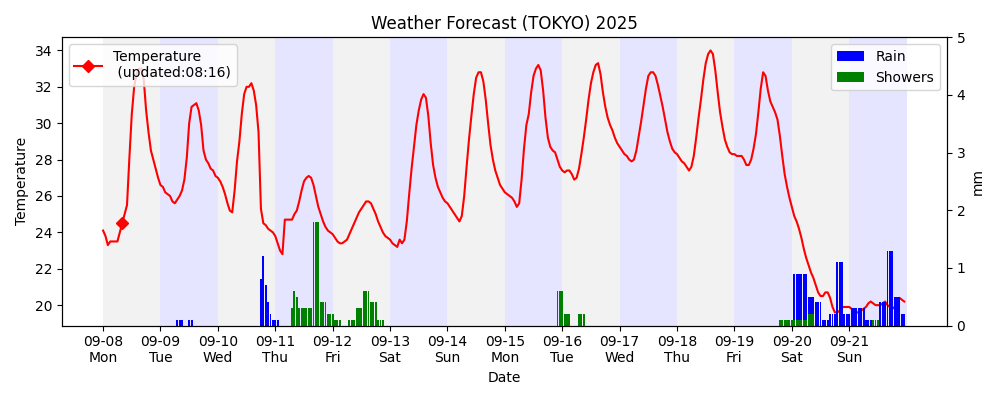 Weather Forecast (TOKYO) 2025
Temperature
(updated:08:16)
Rain
Showers
Temperature
34
32
30
28
26
24
22
20
5
4
3
2
1
0
mm
09-08 09-09 09-10 09-11 09-12 09-13 09-14 09-15 09-16 09-17 09-18 09-19 09-20 09-21
Mon Tue Wed Thu Fri Sat Sun Mon Tue Wed Thu Fri Sat Sun
Date